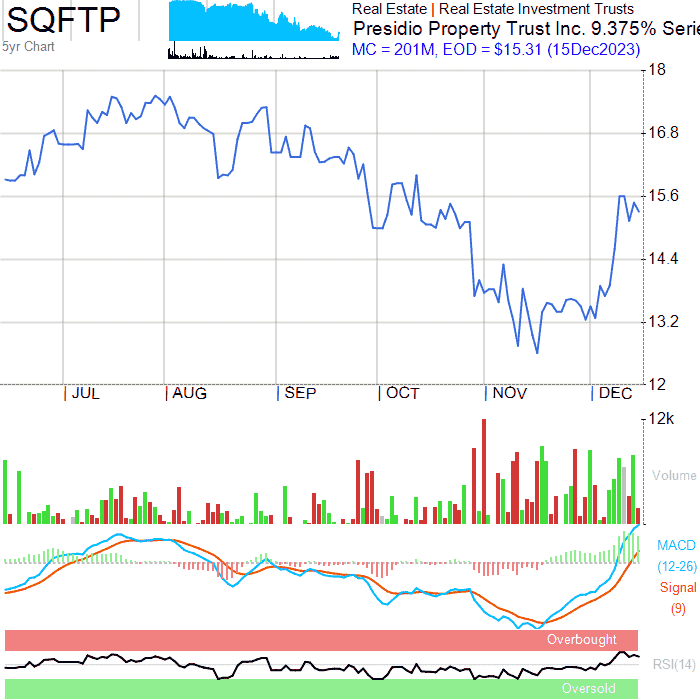 SQFTP
5yr Chart
Real Estate | Real Estate Investment Trusts
Presidio Property Trust Inc. 9.375% Serie
MC = 201M, EOD = $15.31 (15Dec2023)
18
16.8
15.6
14.4
13.2
12
JUL AUG SEP OCT NOV DEC
12k
Volume
MACD
(12-26)
Signal
(9)
Overbought
RSI(14)
Oversold